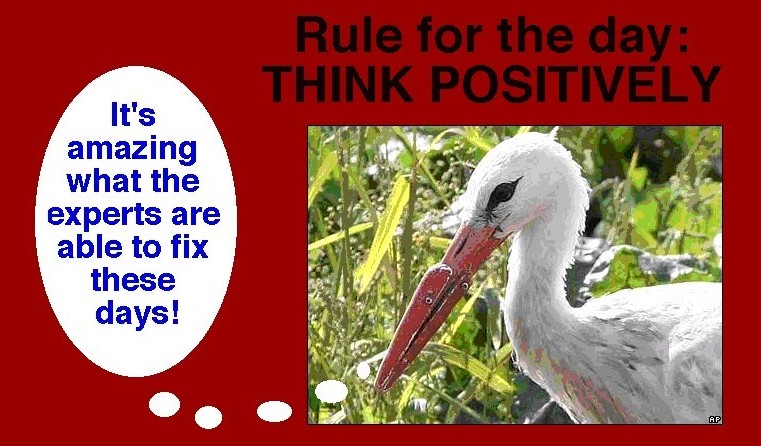 Rule for the day:
THINK POSITIVELY
It's
amazing
what the
experts are
able to fix
these
days!
AP